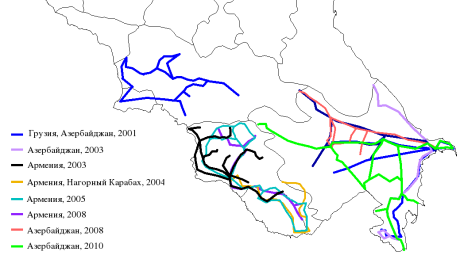 Грузия, Азербайджан, 2001
Азербайджан, 2003
Армения, 2003
Армения, Нагорный Карабах, 2004
Армения, 2005
Армения, 2008
Азербайджан, 2008
Азербайджан, 2010